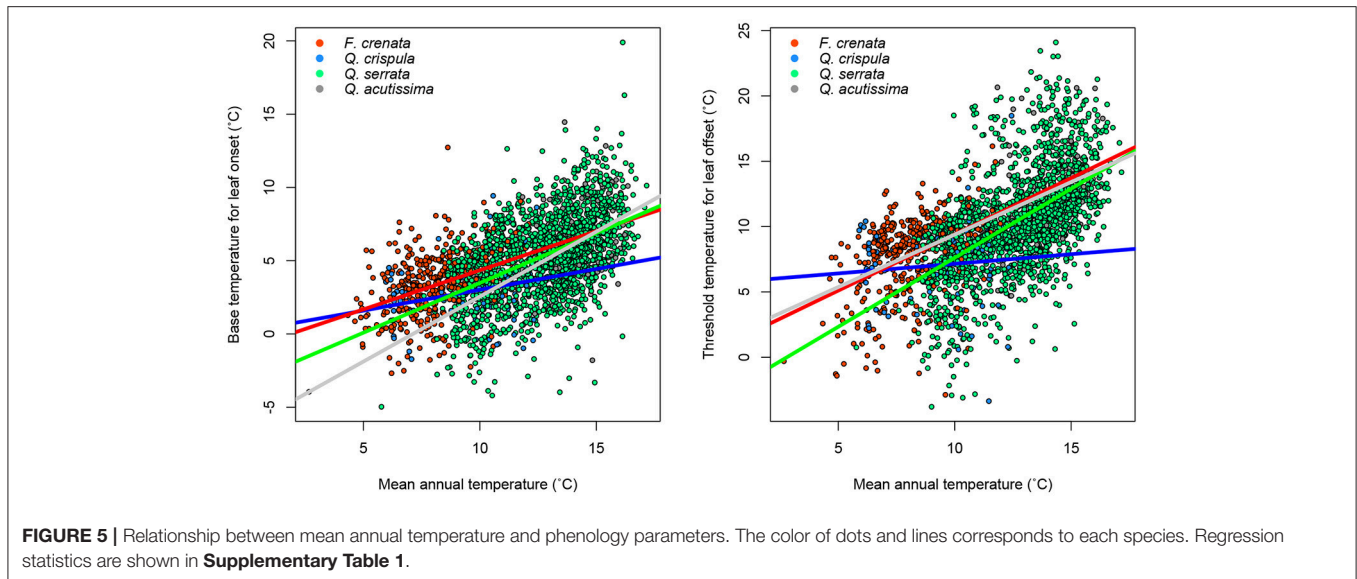 F. crenata
Q. crispula
Q. serrata
Q. acutissima
20
15
10
5
0
-5
Base temperature for leaf onset (˚C)
5 10 15
Mean annual temperature (˚C)
F. crenata
Q. crispula
Q. serrata
Q. acutissima
25
20
15
10
5
0
Threshold temperature for leaf offset (˚C)
5 10 15
Mean annual temperature (˚C)
FIGURE 5 | Relationship between mean annual temperature and phenology parameters. The color of dots and lines corresponds to each species. Regression
statistics are shown in Supplementary Table 1.